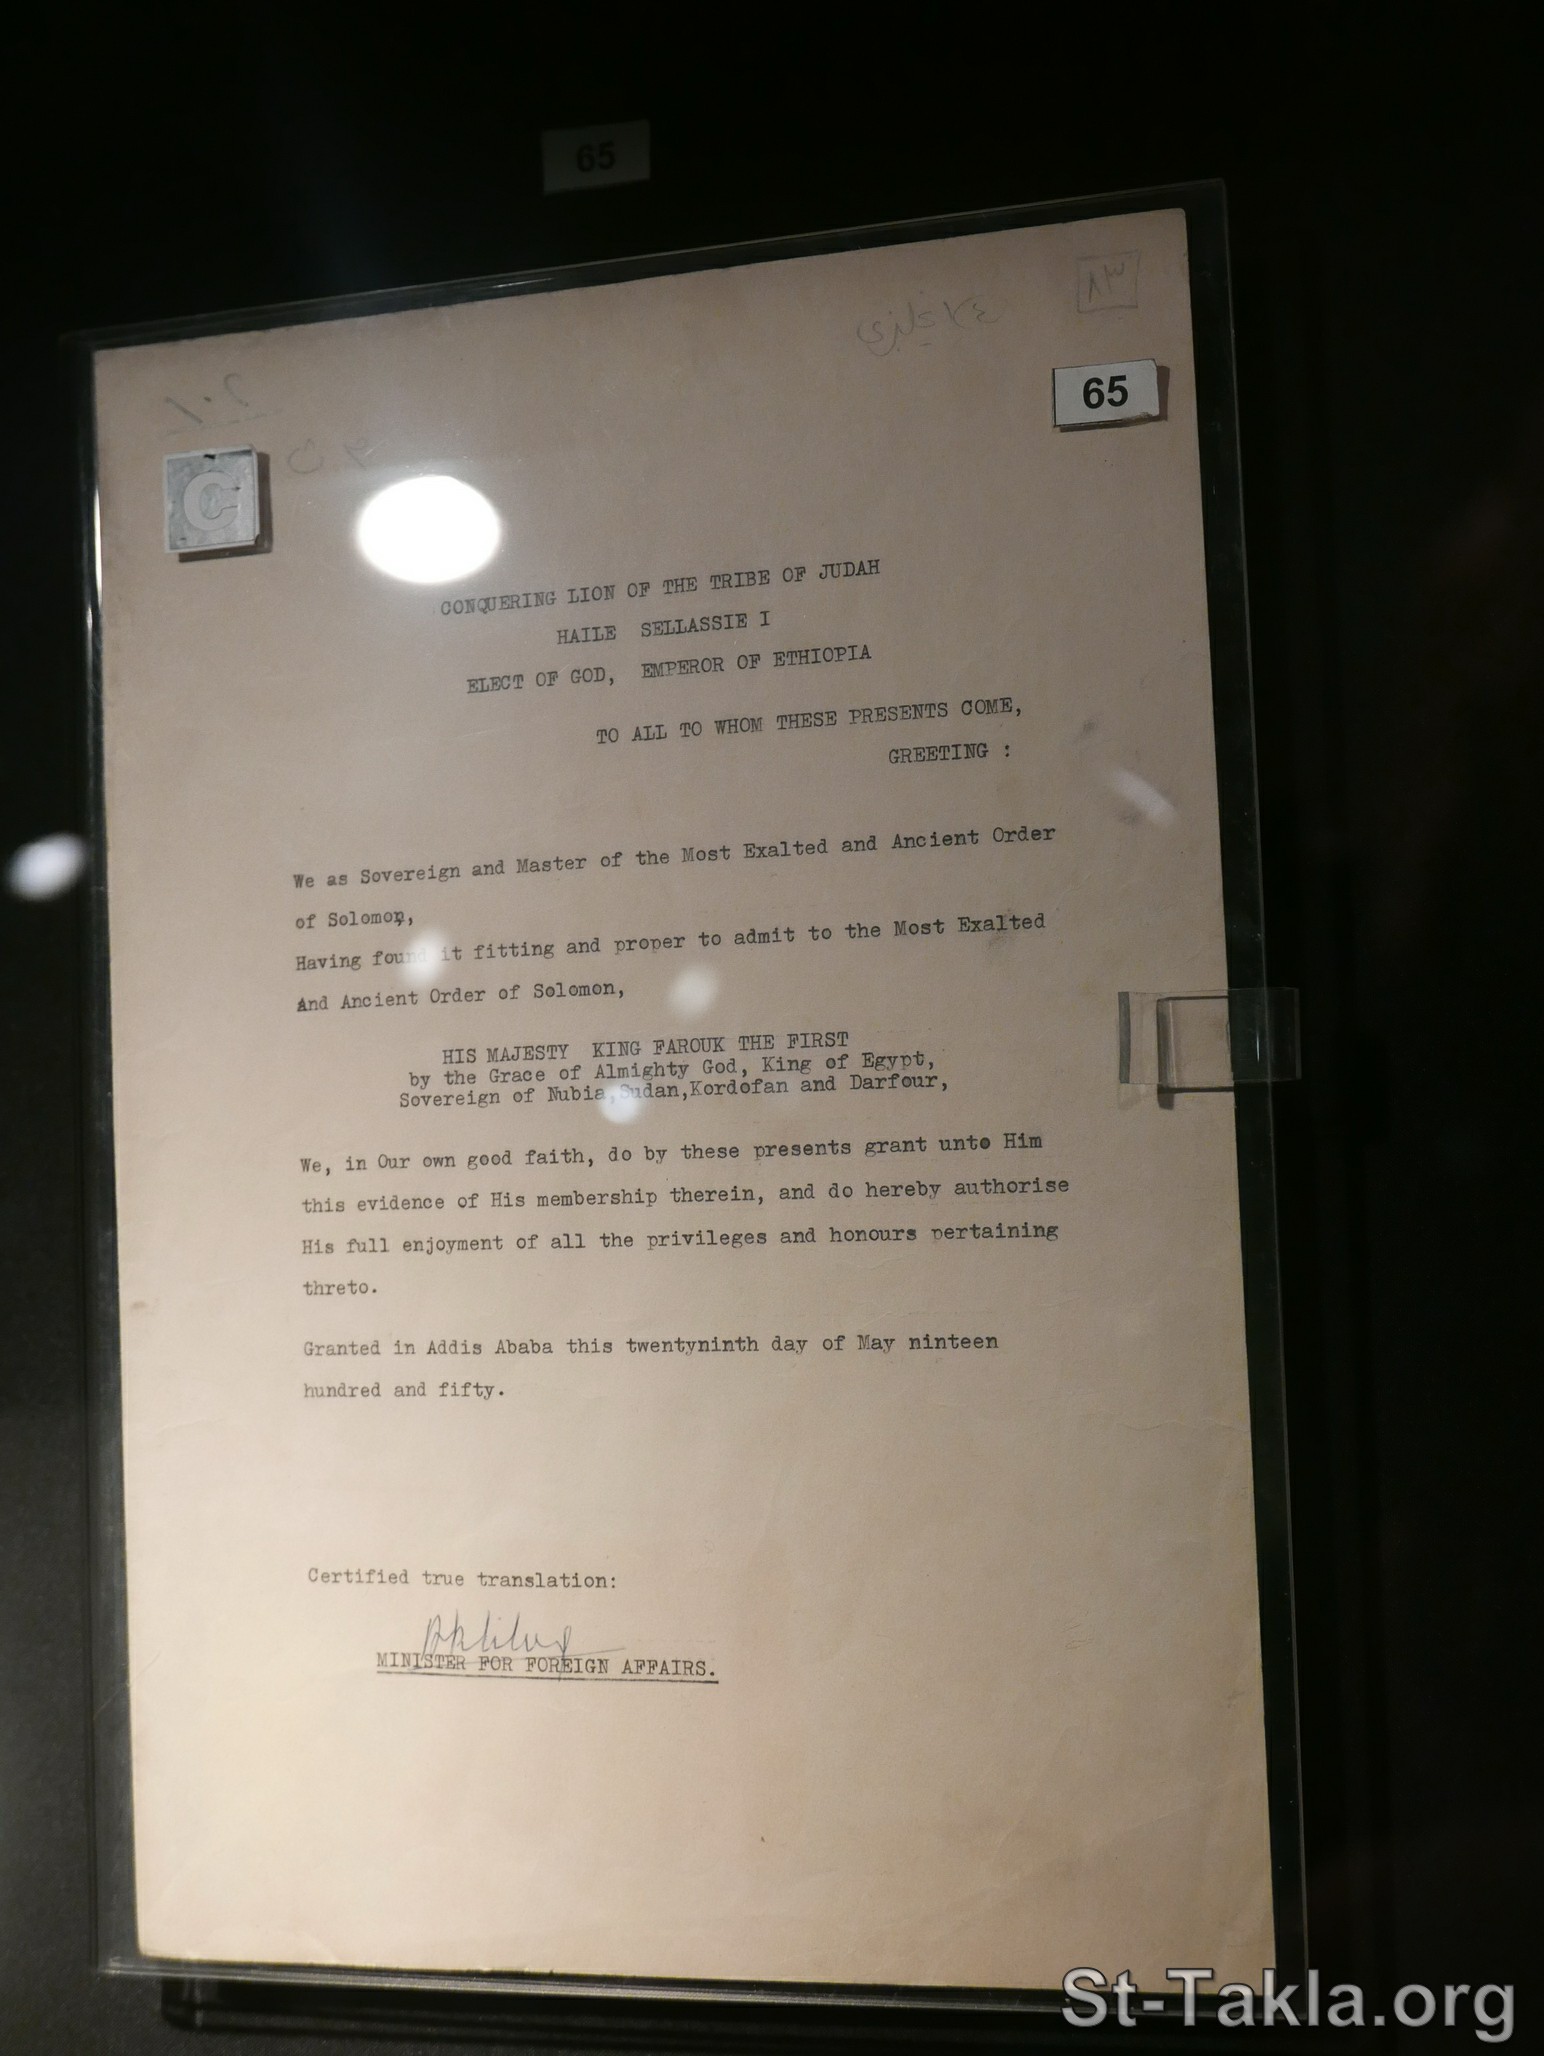 65
٨٣
65
C
CONQUERING LION OF THE TRIBE OF JUDAH
HAILE SELLASSIE I
ELECT OF GOD, EMPEROR OF ETHIOPIA
TO ALL TO WHOM THESE PRESENTS COME,
GREETING :
We as Sovereign and Master of the Most Exalted and Ancient Order
of Solomon,
Having found it fitting and proper to admit to the Most Exalted
And Ancient Order of Solomon,
HIS MAJESTY KING FAROUK THE FIRST
by the Grace of Almighty God, King of Egypt,
Sovereign of Nubia,Sudan,Kordofan and Darfour,
We, in Our own good faith, do by these presents grant unto Him
this evidence of His membership therein, and do hereby authorise
His full enjoyment of all the privileges and honours pertaining
threto.
Granted in Addis Ababa this twentyninth day of May ninteen
hundred and fifty.
Certified true translation:
MINISTER FOR FOREIGN AFFAIRS.
St-Takla.org